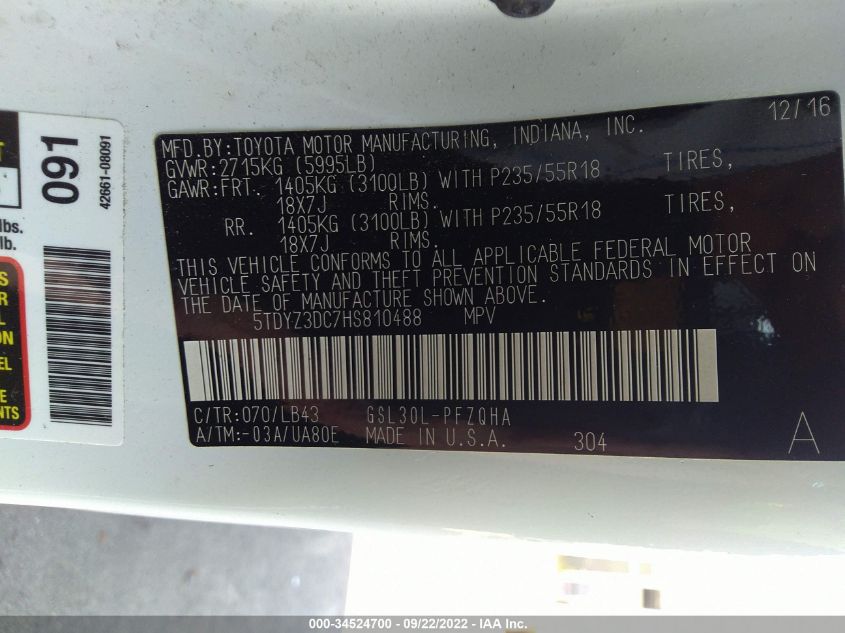 12/16
MFD. BY: TOYOTA MOTOR MANUFACTURING, INDIANA, INC.
GVWR: 2715KG (5995LB)
GAWR: FRT. 1405KG (3100LB) WITH P235/55R18 TIRES,
18X7J RIMS.
RR. 1405KG (3100LB) WITH P235/55R18 TIRES,
18X7J RIMS.
THIS VEHICLE CONFORMS TO ALL APPLICABLE FEDERAL MOTOR
VEHICLE SAFETY AND THEFT PREVENTION STANDARDS IN EFFECT ON
THE DATE OF MANUFACTURE SHOWN ABOVE.
5TDYZ3DC7HS810488 MPV
C/TR: 070/LB43 GSL30L-PFZQHA
A/TM: -03A/UA80E MADE IN U.S.A. 304 A
091
42661-08091
lbs.
lb.
00-34524700 - 09/22/2022 - IAA Inc.